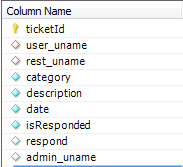 Column Name
ticketId
user_uname
rest_uname
category
description
date
isResponded
respond
admin_uname